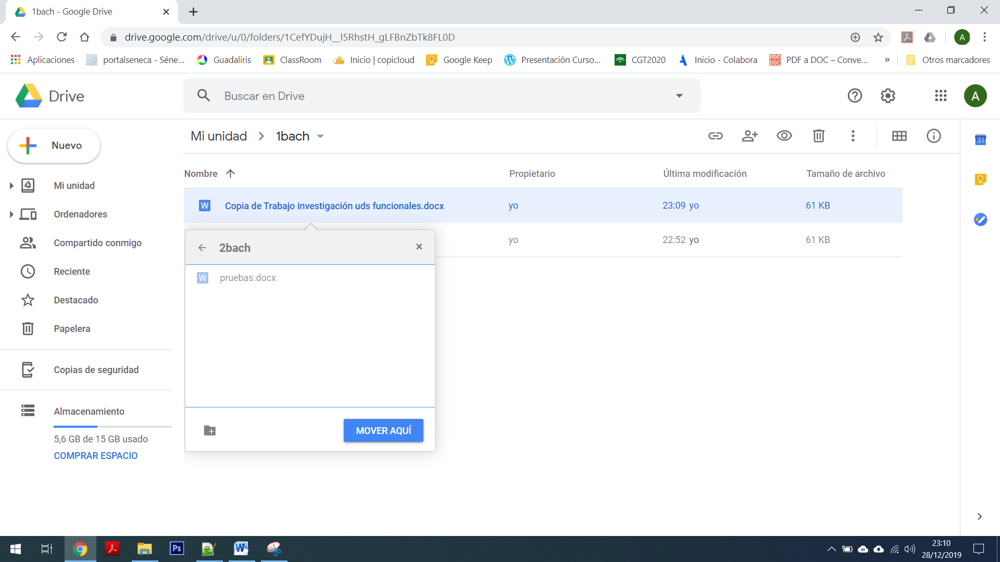 1bach - Google Drive
drive.google.com/drive/u/0/folders/1CefYDujH__l5RhstH_gLFBnZbTk8FL0D
A
Aplicaciones
portalseneca - Séne...
Guadaliris
ClassRoom
Inicio | copicloud
Google Keep
Presentación Curso...
CGT2020
Inicio - Colabora
PDF DOC
PDF a DOC – Conve...
»
Otros marcadores
Drive
Buscar en Drive
A
Nuevo
Mi unidad
1bach
31
Nombre
Propietario
Última modificación
Tamaño de archivo
Mi unidad
Ordenadores
Compartido conmigo
Reciente
Destacado
Papelera
Copias de seguridad
Almacenamiento
5,6 GB de 15 GB usado
COMPRAR ESPACIO
W
Copia de Trabajo investigación uds funcionales.docx
yo
23:09 yo
61 KB
yo
22:52 yo
61 KB
2bach
W
pruebas.docx
MOVER AQUÍ
Ps
W
23:10
28/12/2019